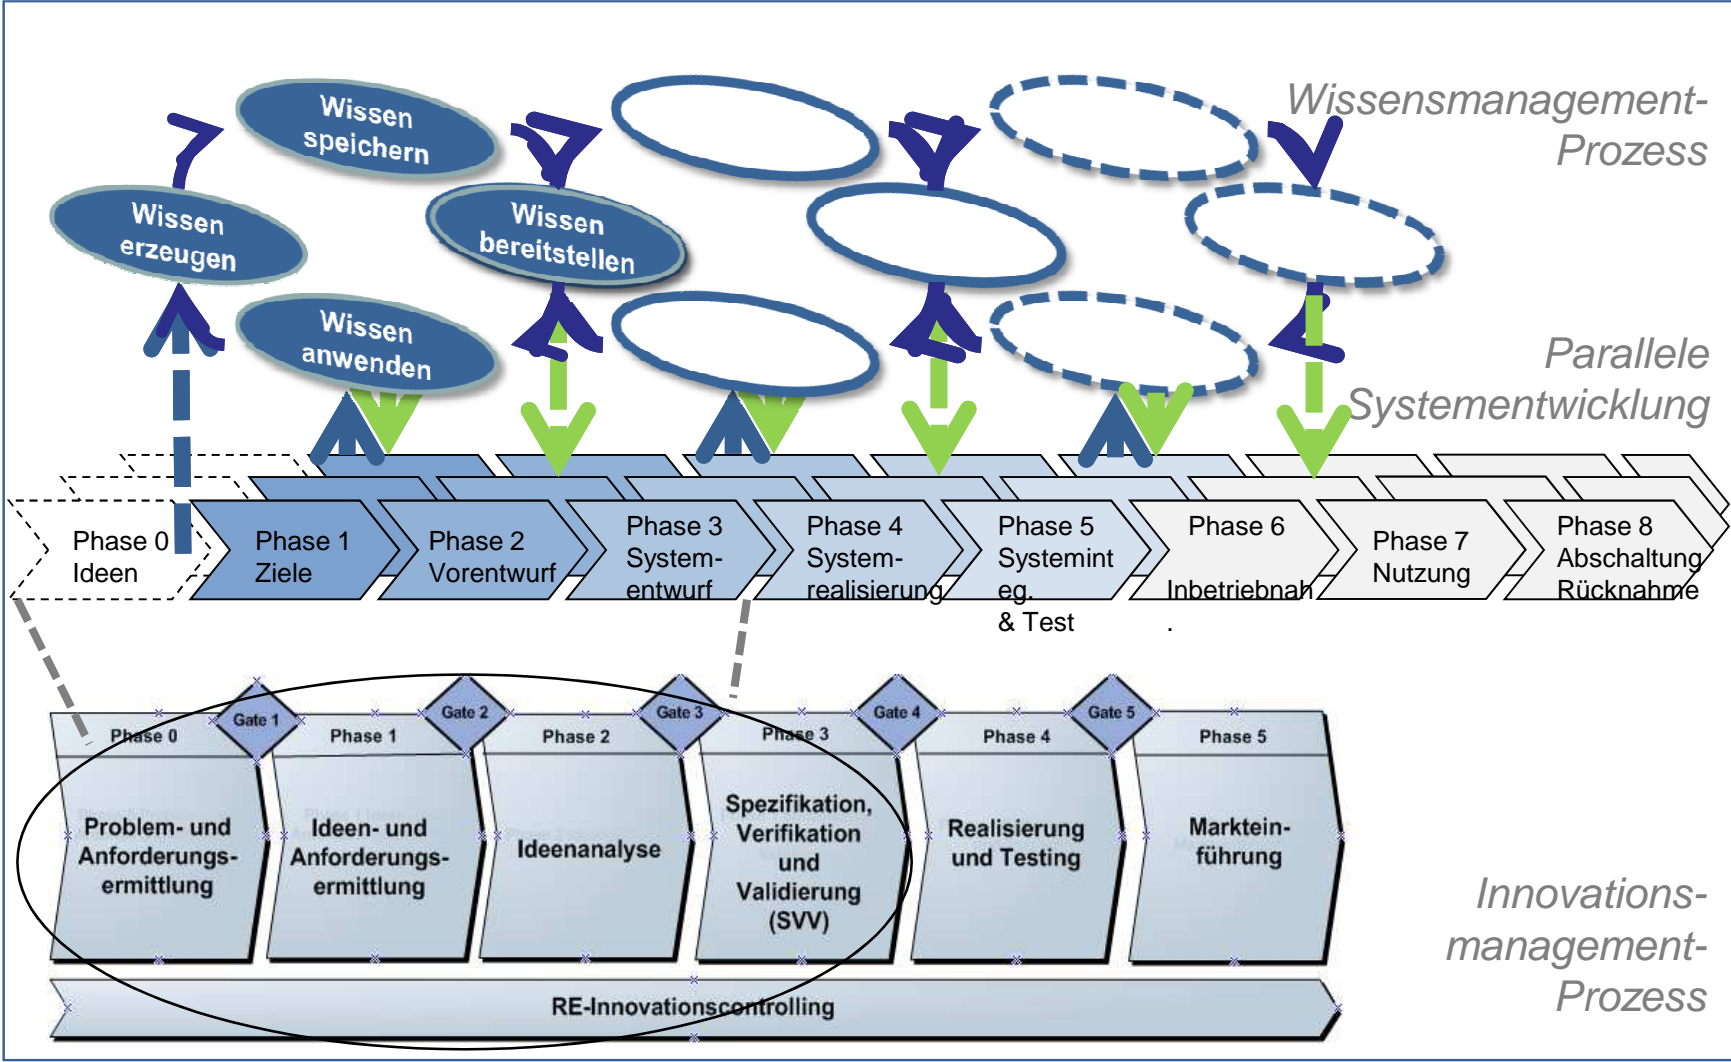 Wissensmanagement-
Prozess
Wissen
speichern
Wissen
erzeugen
Wissen
bereitstellen
Wissen
anwenden
Parallele
Systementwicklung
Phase 0
Ideen
Phase 1
Ziele
Phase 2
Vorentwurf
Phase 3
System-
entwurf
Phase 4
System-
realisierung
Phase 5
Systemint
eg.
& Test
Phase 6
Inbetriebnah
.
Phase 7
Nutzung
Phase 8
Abschaltung
Rücknahme
Gate 1
Gate 2
Gate 3
Gate 4
Gate 5
Phase 0
Phase 1
Phase 2
Phase 3
Phase 4
Phase 5
Problem- und
Anforderungs-
ermittlung
Ideen- und
Anforderungs-
ermittlung
Ideenanalyse
Spezifikation,
Verifikation
und
Validierung
(SVV)
Realisierung
und Testing
Marktein-
führung
RE-Innovationscontrolling
Innovations-
management-
Prozess